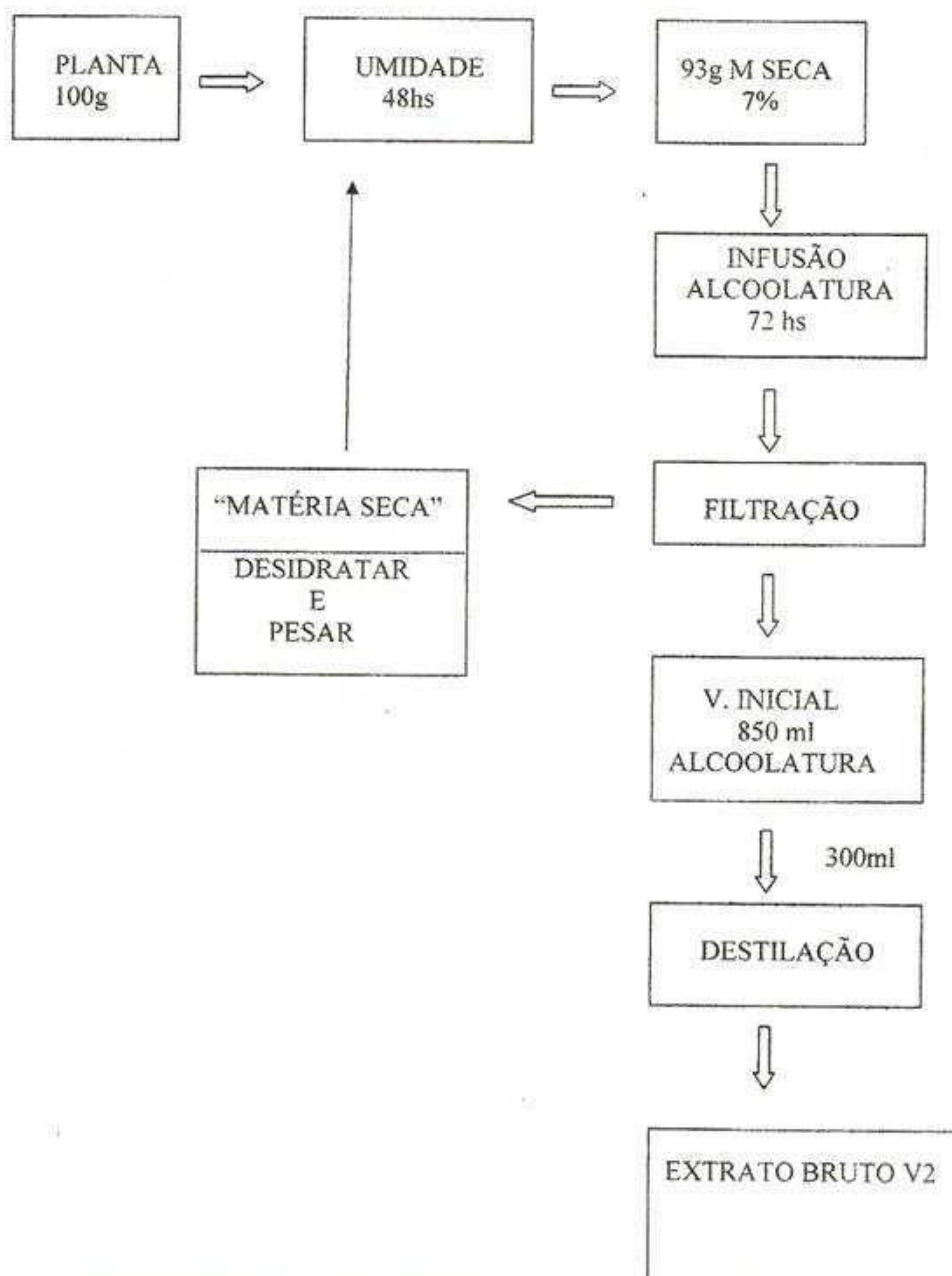 PLANTA
100g
UMIDADE
48hs
93g M SECA
7%
INFUSÃO
ALCOOLATURA
72 hs
FILTRAÇÃO
“MATÉRIA SECA”
DESIDRATAR
E
PESAR
V. INICIAL
850 ml
ALCOOLATURA
300ml
DESTILAÇÃO
EXTRATO BRUTO V2